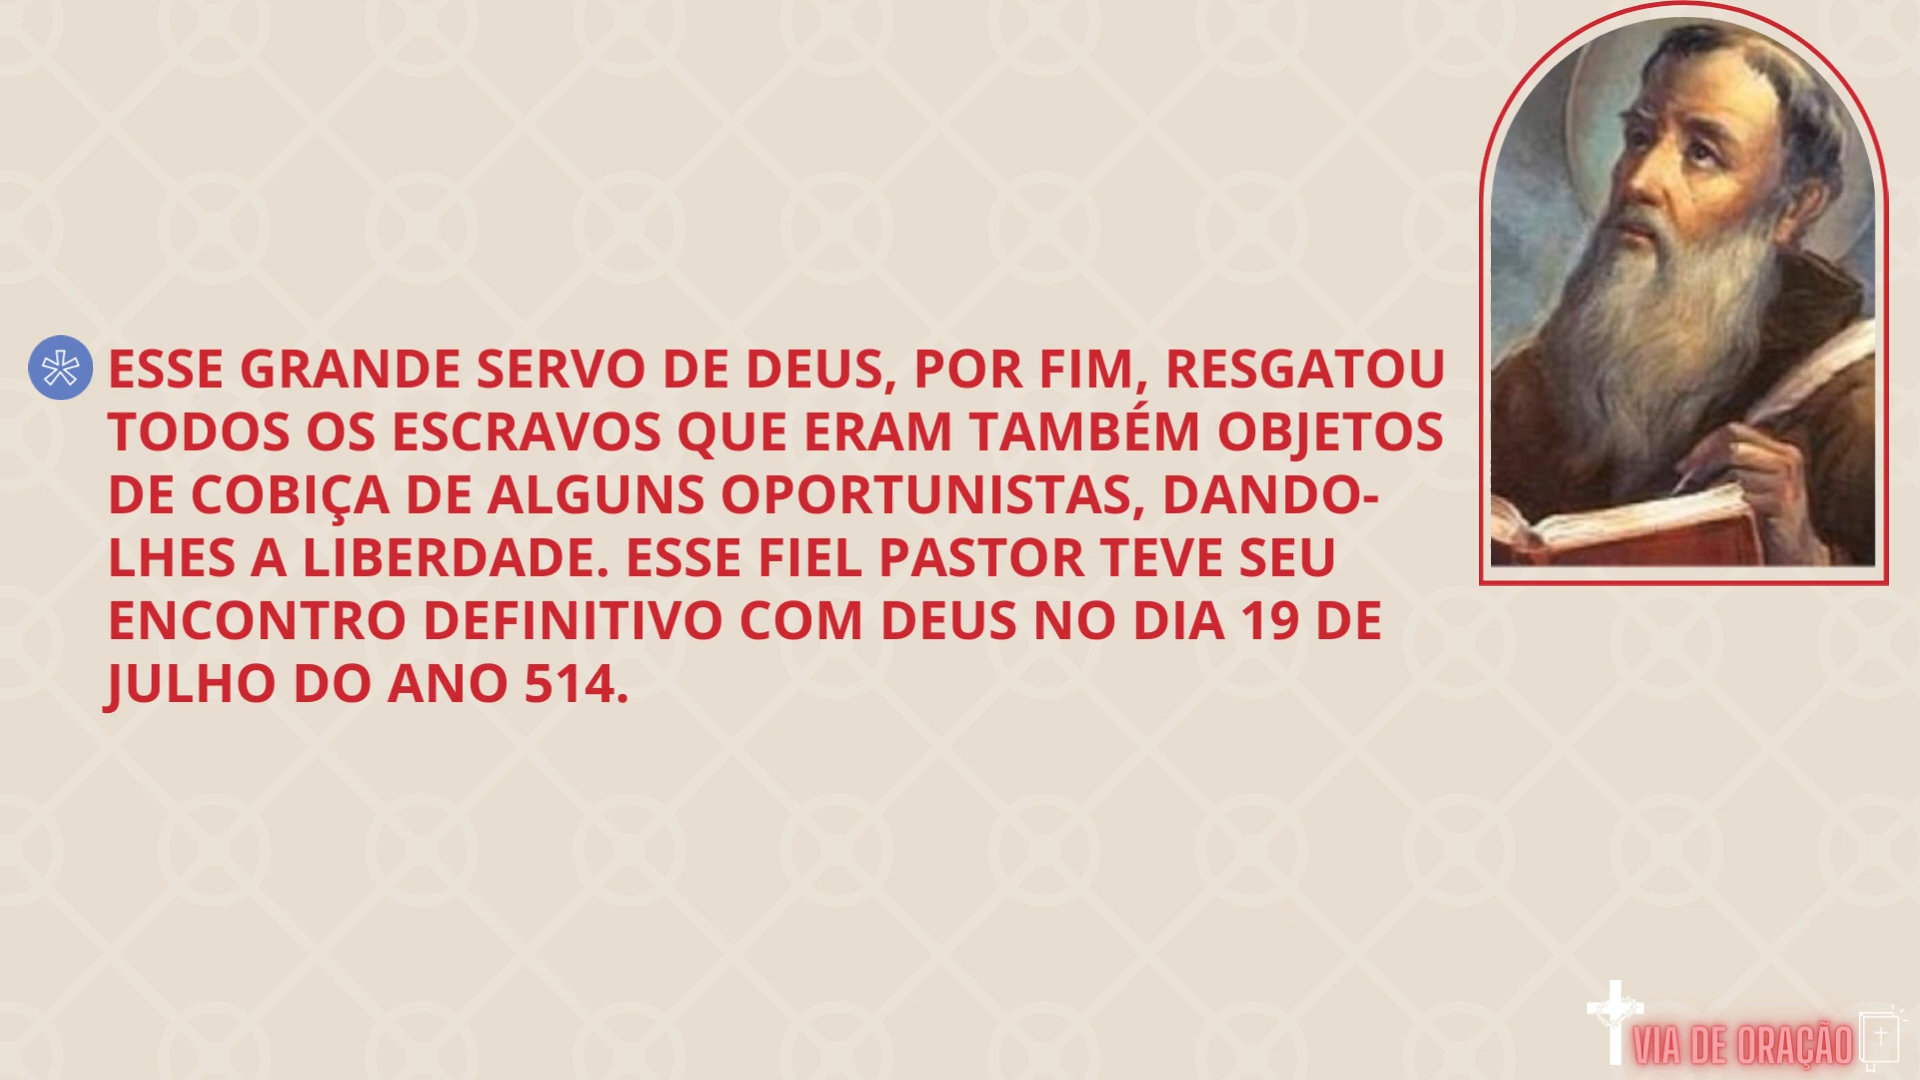 ESSE GRANDE SERVO DE DEUS, POR FIM, RESGATOU
TODOS OS ESCRAVOS QUE ERAM TAMBÉM OBJETOS
DE COBIÇA DE ALGUNS OPORTUNISTAS, DANDO-
LHES A LIBERDADE. ESSE FIEL PASTOR TEVE SEU
ENCONTRO DEFINITIVO COM DEUS NO DIA 19 DE
JULHO DO ANO 514.
VIA DE ORAÇÃO